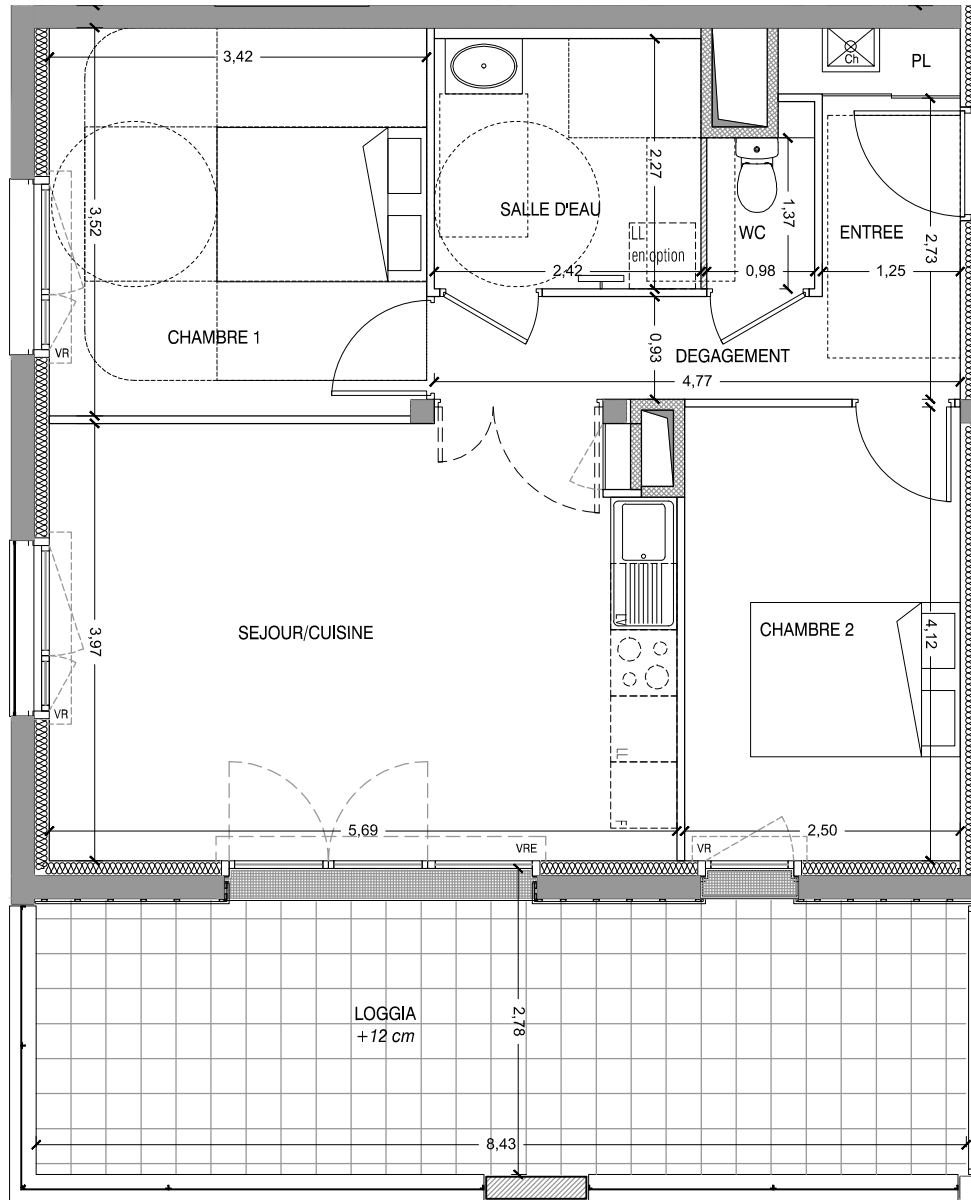 3,42
Ch
PL
2,27
3,52
SALLE D'EAU
1,37
WC
ENTREE
LL
en option
2,73
2,42
0,98
1,25
CHAMBRE 1
VR
0,93
DEGAGEMENT
4,77
SEJOUR/CUISINE
3,97
LV
CHAMBRE 2
4,12
VR
LL
F
5,69
2,50
VRE
VR
LOGGIA
+12 cm
2,78
8,43